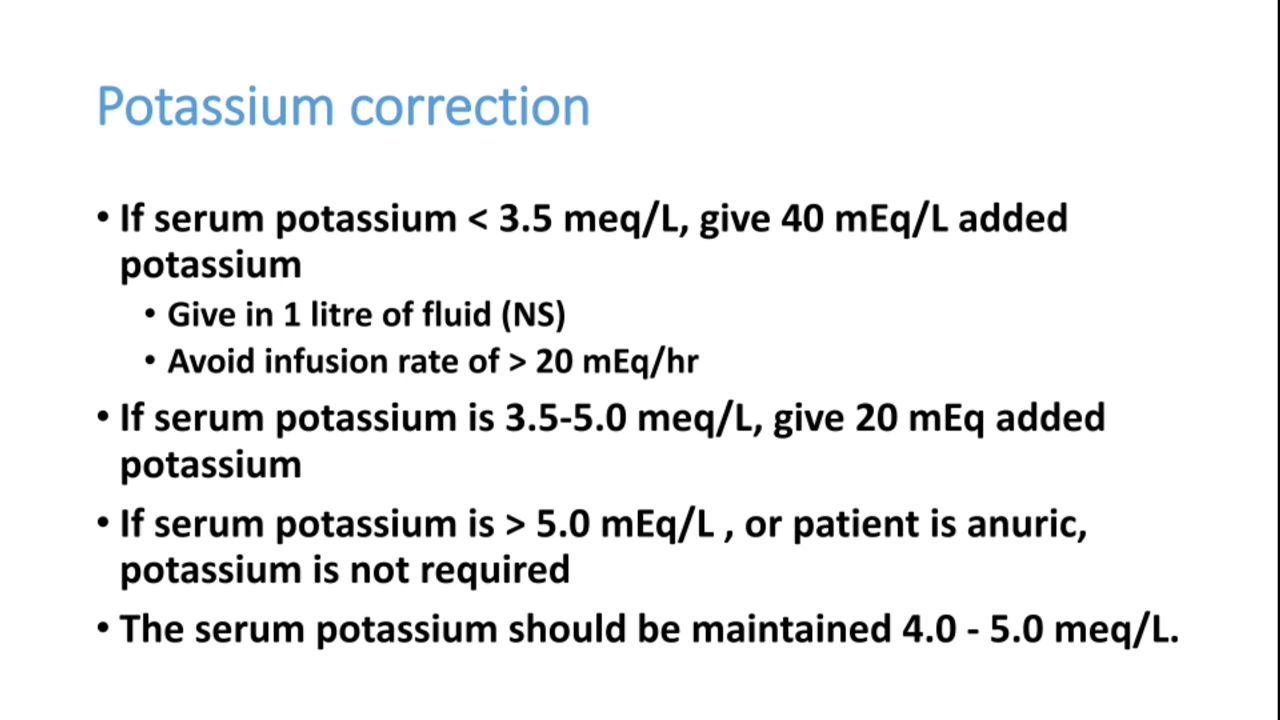 Potassium correction
• If serum potassium < 3.5 meq/L, give 40 mEq/L added
potassium
• Give in 1 litre of fluid (NS)
• Avoid infusion rate of > 20 mEq/hr
• If serum potassium is 3.5-5.0 meq/L, give 20 mEq added
potassium
• If serum potassium is > 5.0 mEq/L , or patient is anuric,
potassium is not required
• The serum potassium should be maintained 4.0 - 5.0 meq/L.